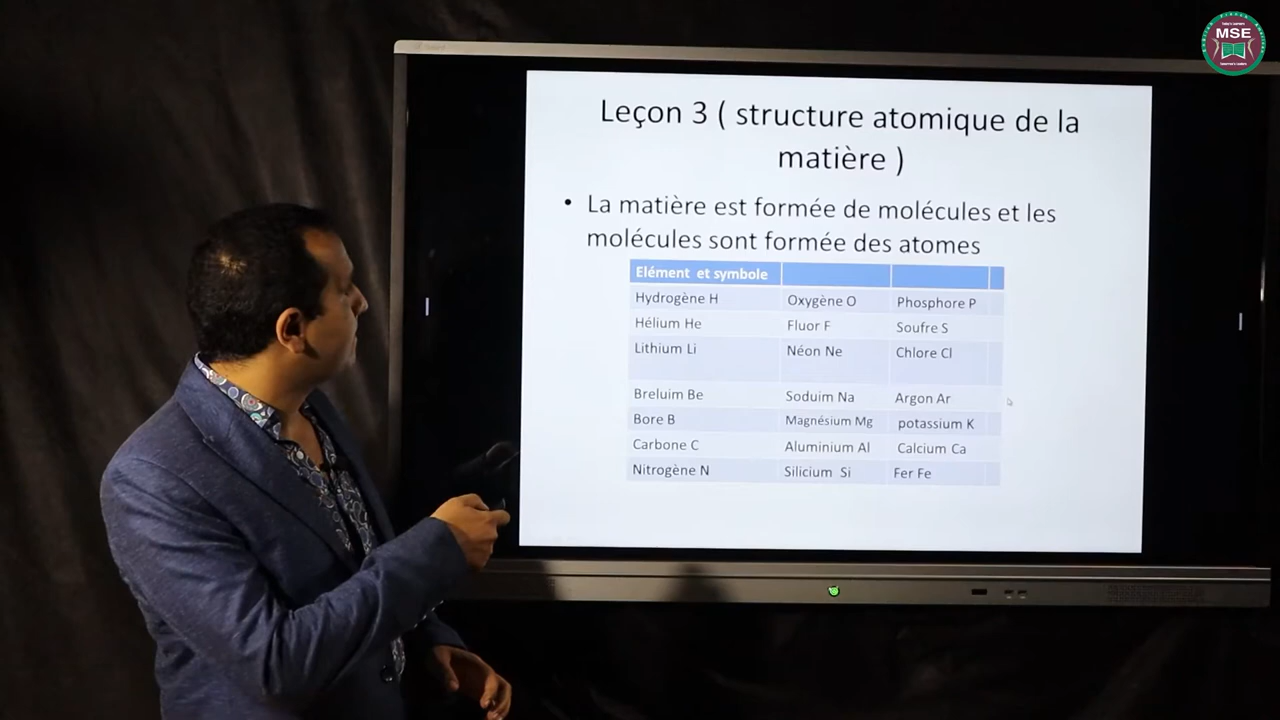 MSE
Leçon 3 ( structure atomique de la
matière )
• La matière est formée de molécules et les
molécules sont formée des atomes
Elément et symbole
Hydrogène H Oxygène O Phosphore P
Hélium He Fluor F Soufre S
Lithium Li Néon Ne Chlore Cl
Breluim Be Soduim Na Argon Ar
Bore B Magnésium Mg potassium K
Carbone C Aluminium Al Calcium Ca
Nitrogène N Silicium Si Fer Fe